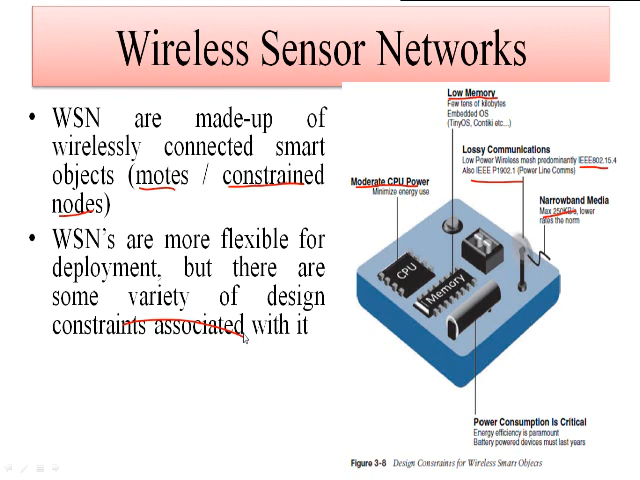 Wireless Sensor Networks
• WSN are made-up of
wirelessly connected smart
objects (motes / constrained
nodes)
• WSN's are more flexible for
deployment, but there are
some variety of design
constraints associated with it
Low Memory
Few tens of kilobytes
Embedded OS
(TinyOS, Contiki etc...)
Lossy Communications
Low Power Wireless mesh predominantly IEEE802.15.4
Also IEEE P1902.1 (Power Line Comms)
Moderate CPU Power
Minimize energy use
Narrowband Media
Max 250KB/s, lower
rates the norm
CPU
Memory
Power Consumption Is Critical
Energy efficiency is paramount
Battery powered devices must last years
Figure 3-8 Design Constraints for Wireless Smart Objects